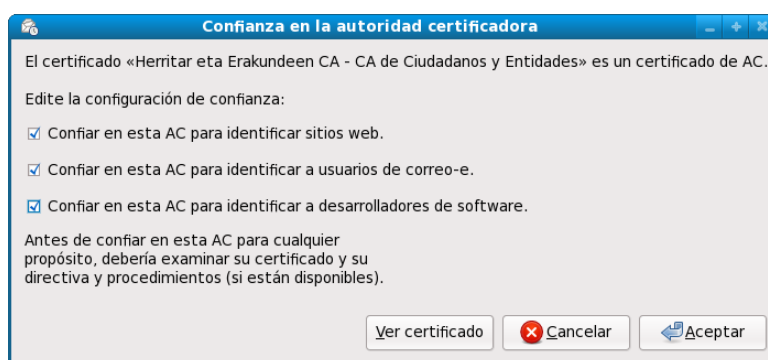 Confianza en la autoridad certificadora
El certificado «Herritar eta Erakundeen CA - CA de Ciudadanos y Entidades» es un certificado de AC.
Edite la configuración de confianza:
Confiar en esta AC para identificar sitios web.
Confiar en esta AC para identificar a usuarios de correo-e.
Confiar en esta AC para identificar a desarrolladores de software.
Antes de confiar en esta AC para cualquier
propósito, debería examinar su certificado y su
directiva y procedimientos (si están disponibles).
Ver certificado Cancelar Aceptar